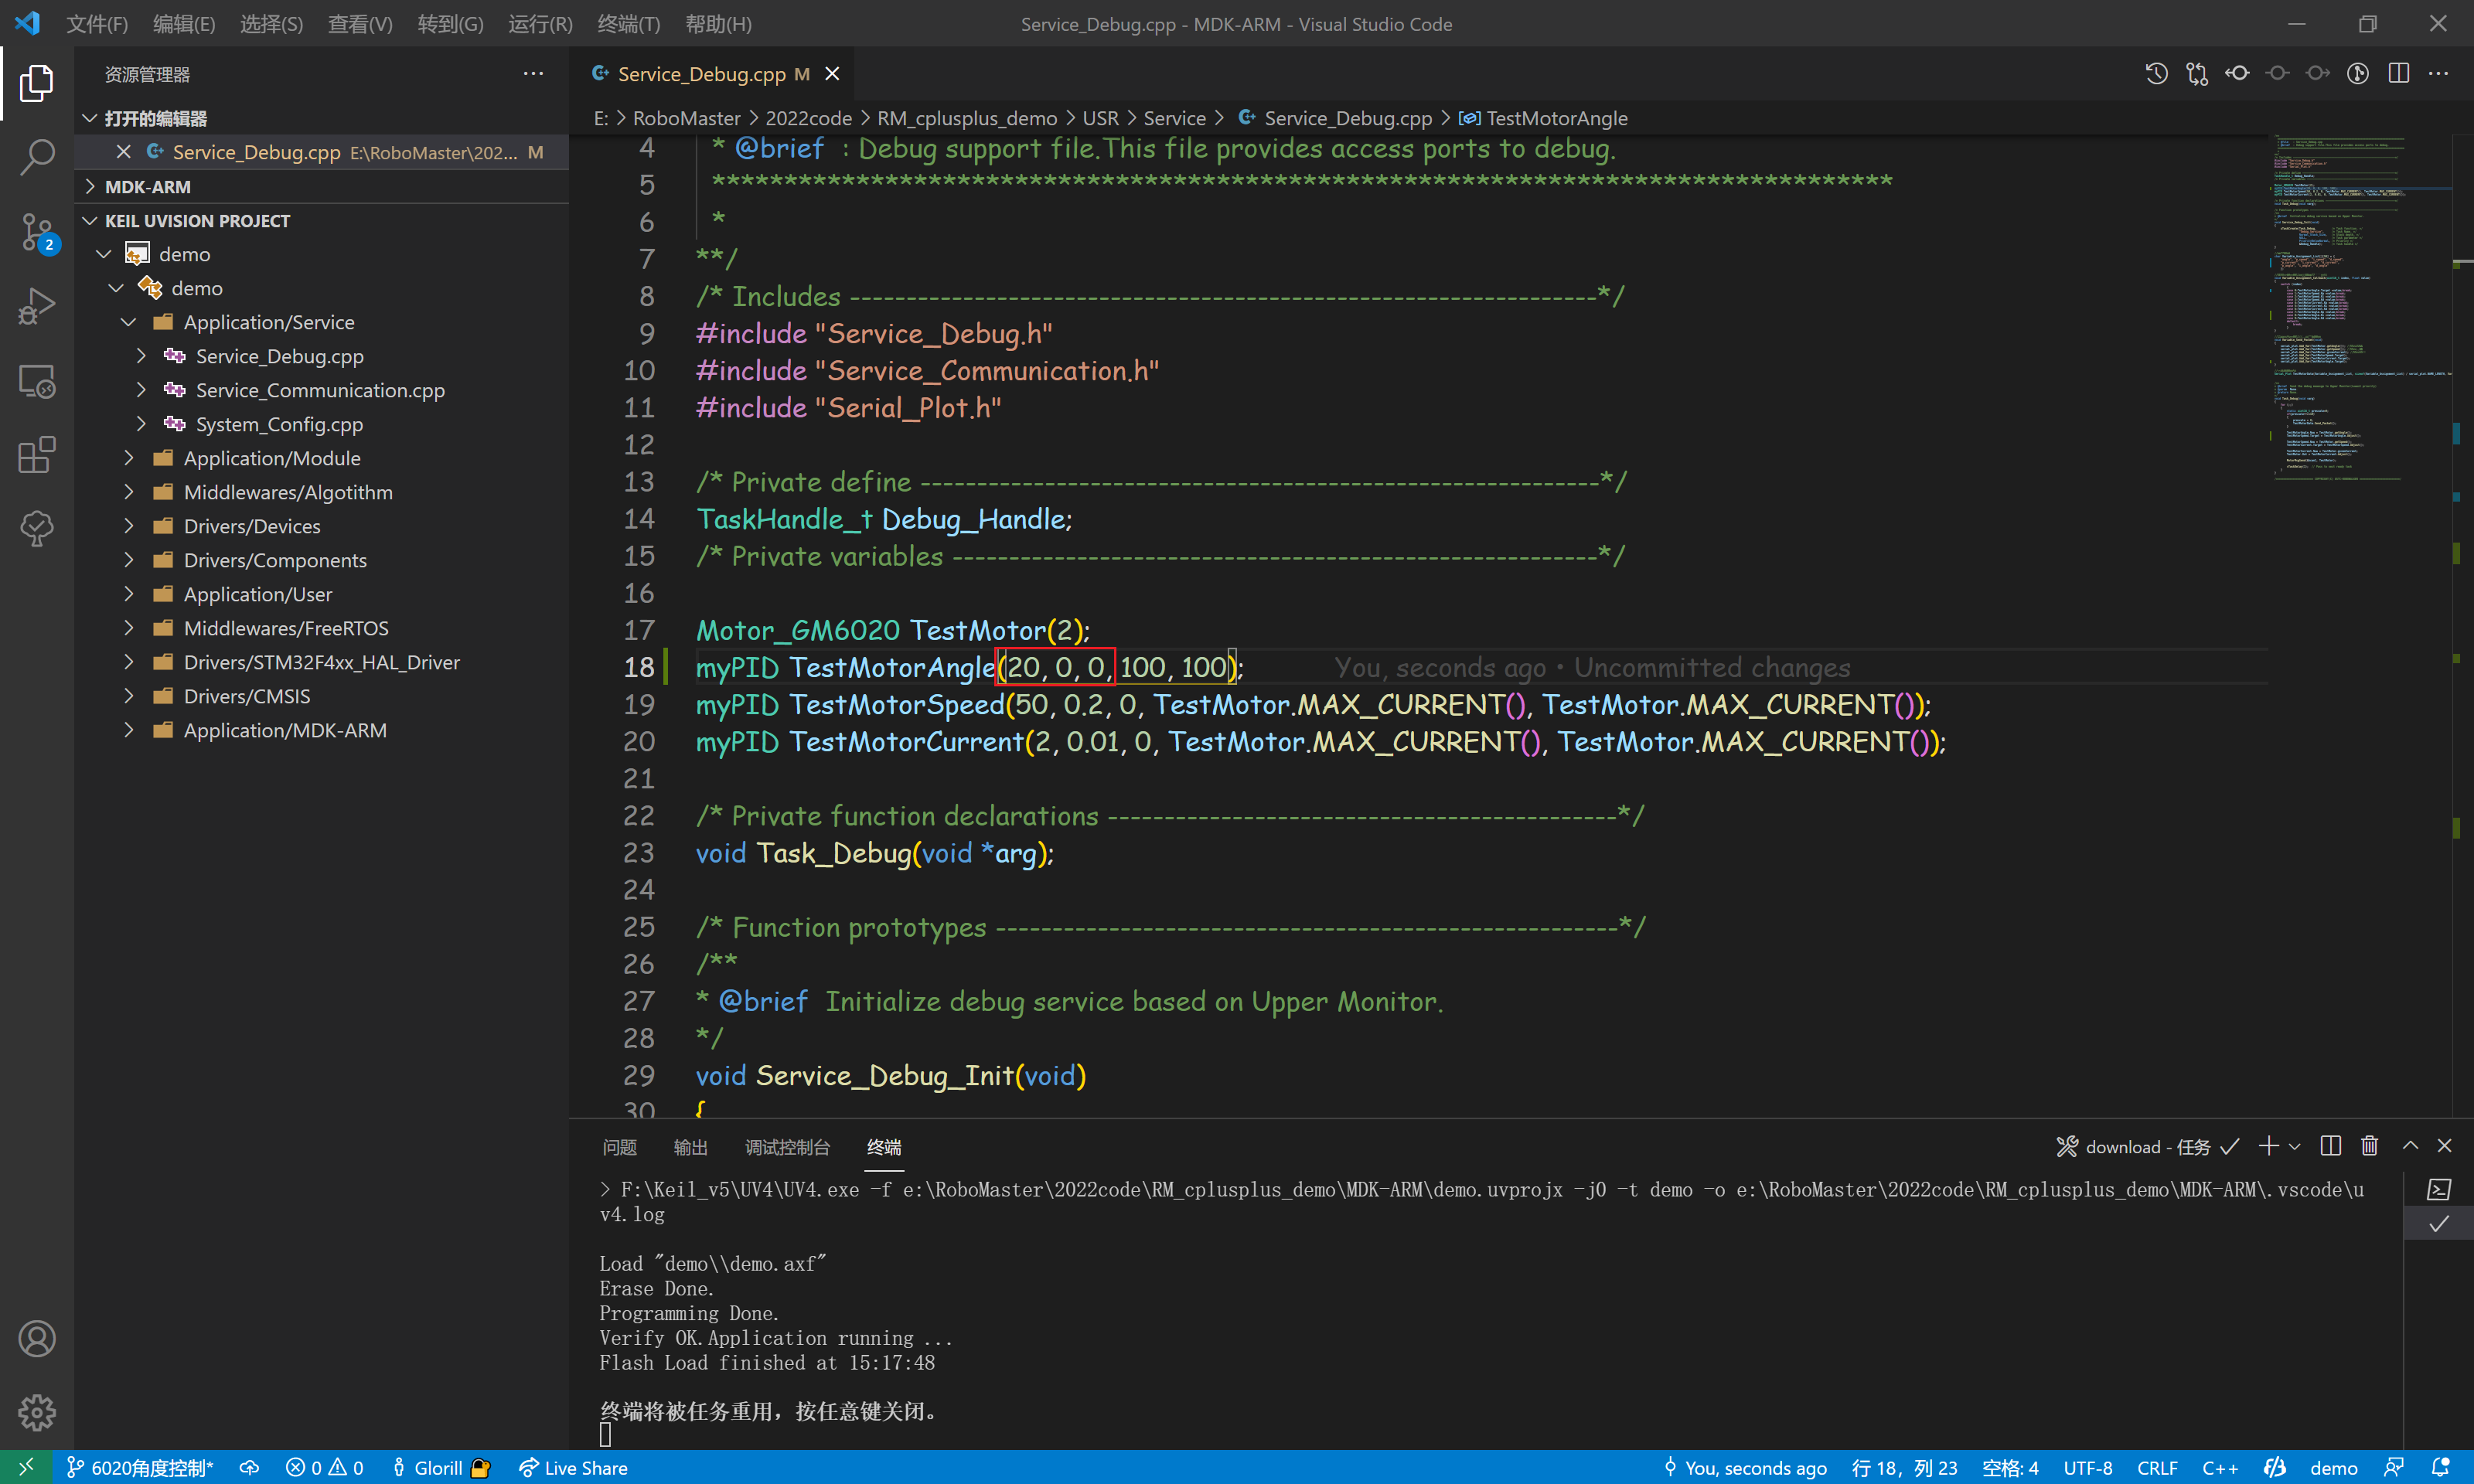 文件(F) 编辑(E) 选择(S) 查看(V) 转到(G) 运行(R) 终端(T) 帮助(H) Service_Debug.cpp - MDK-ARM - Visual Studio Code
资源管理器
Service_Debug.cpp M
打开的编辑器
E: > RoboMaster > 2022code > RM_cplusplus_demo > USR > Service > Service_Debug.cpp > TestMotorAngle
Service_Debug.cpp E:\RoboMaster\202... M
MDK-ARM
2
KEIL UVISION PROJECT
demo
demo
Application/Service
Service_Debug.cpp
Service_Communication.cpp
System_Config.cpp
Application/Module
Middlewares/Algotithm
Drivers/Devices
Drivers/Components
Application/User
Middlewares/FreeRTOS
Drivers/STM32F4xx_HAL_Driver
Drivers/CMSIS
Application/MDK-ARM
4 * @brief : Debug support file.This file provides access ports to debug.
5 **********************************************************************************
6 *
7 **/
8 /* Includes ------------------------------------------------------------------*/
9 #include "Service_Debug.h"
10 #include "Service_Communication.h"
11 #include "Serial_Plot.h"
12
13 /* Private define ------------------------------------------------------------*/
14 TaskHandle_t Debug_Handle;
15 /* Private variables ---------------------------------------------------------*/
16
17 Motor_GM6020 TestMotor(2);
18 myPID TestMotorAngle(20, 0, 0, 100, 100); You, seconds ago • Uncommitted changes
19 myPID TestMotorSpeed(50, 0.2, 0, TestMotor.MAX_CURRENT(), TestMotor.MAX_CURRENT());
20 myPID TestMotorCurrent(2, 0.01, 0, TestMotor.MAX_CURRENT(), TestMotor.MAX_CURRENT());
21
22 /* Private function declarations ---------------------------------------------*/
23 void Task_Debug(void *arg);
24
25 /* Function prototypes -------------------------------------------------------*/
26 /**
27 * @brief Initialize debug service based on Upper Monitor.
28 */
29 void Service_Debug_Init(void)
30 {
问题 输出 调试控制台 终端 download - 任务
> F:\Keil_v5\UV4\UV4.exe -f e:\RoboMaster\2022code\RM_cplusplus_demo\MDK-ARM\demo.uvprojx -j0 -t demo -o e:\RoboMaster\2022code\RM_cplusplus_demo\MDK-ARM\.vscode\u
v4.log
Load "demo\\demo.axf"
Erase Done.
Programming Done.
Verify OK.Application running ...
Flash Load finished at 15:17:48
终端将被任务重用，按任意键关闭。
6020角度控制* 0 0 Glorill Live Share You, seconds ago 行 18，列 23 空格: 4 UTF-8 CRLF C++ demo